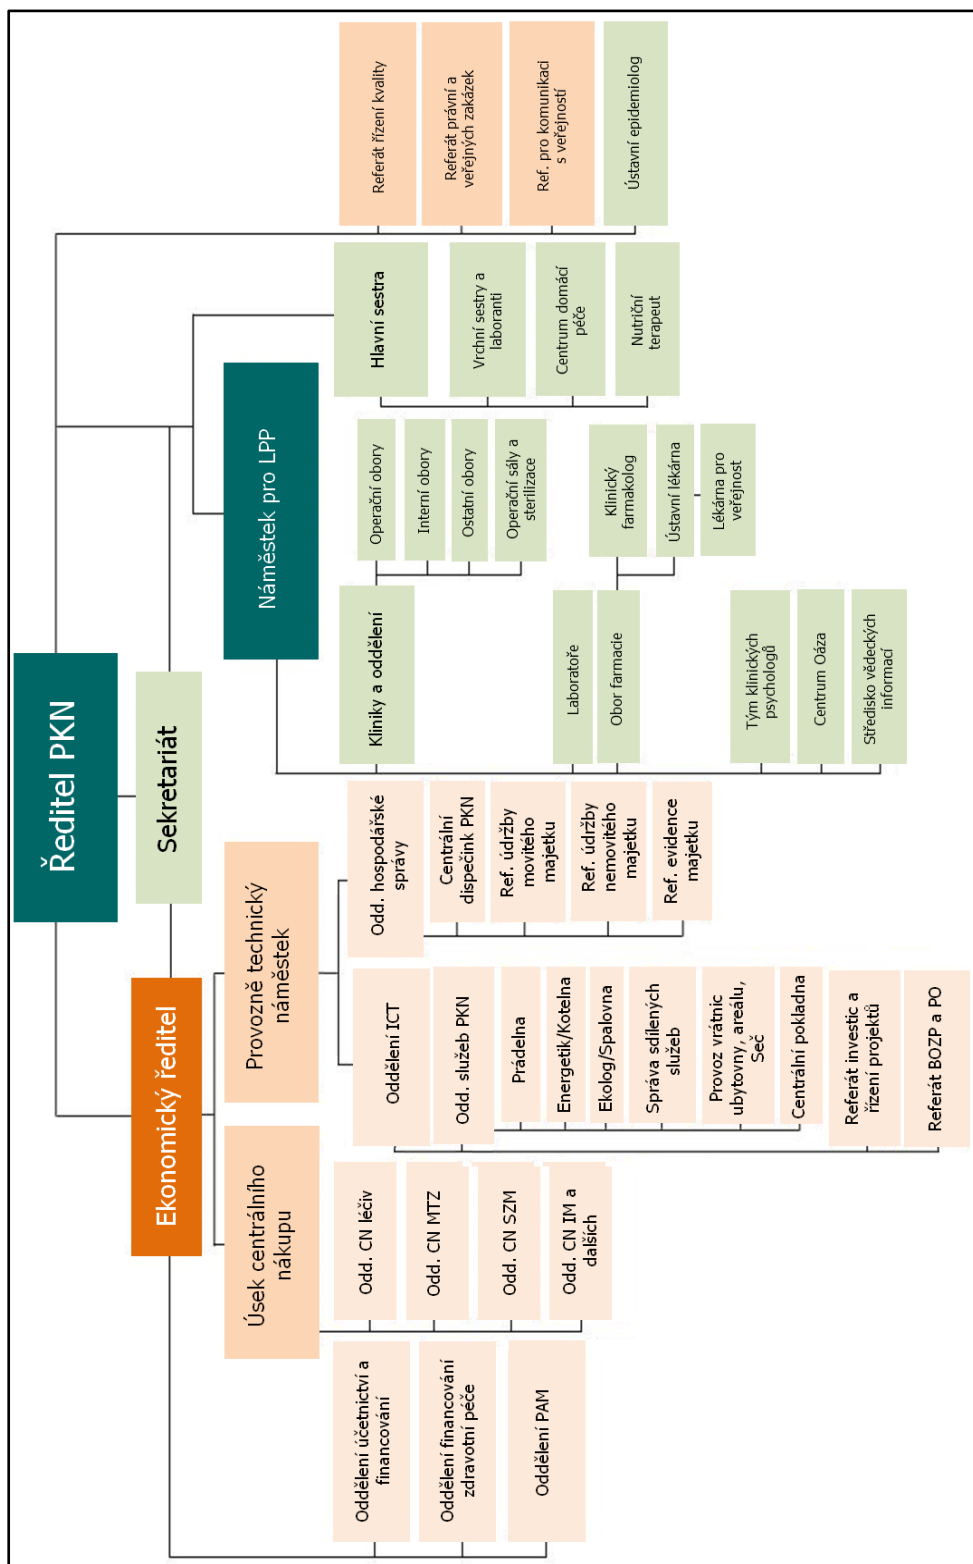 Ředitel PKN
Sekretariát
Ekonomický ředitel
Náměstek pro LPP
Úsek centrálního
nákupu
Provozně technický
náměstek
Oddělení účetnictví a
financování
Oddělení financování
zdravotní péče
Oddělení PAM
Odd. CN léčiv
Odd. CN MTZ
Odd. CN SZM
Odd. CN IM a
dalších
Oddělení ICT
Odd. služeb PKN
Prádelna
Energetik/Kotelna
Ekolog/Spalovna
Správa sdílených
služeb
Provoz vrátnic
ubytovny, areálu,
Seč
Centrální pokladna
Referát investic a
řízení projektů
Referát BOZP a PO
Odd. hospodářské
správy
Centrální
dispečink PKN
Ref. údržby
movitého
majetku
Ref. údržby
nemovitého
majetku
Ref. evidence
majetku
Kliniky a oddělení
Operační obory
Interní obory
Ostatní obory
Operační sály a
sterilizace
Laboratoře
Obor farmacie
Klinický
farmakolog
Ústavní lékárna
Lékárna pro
veřejnost
Tým klinických
psychologů
Centrum Oáza
Středisko vědeckých
informací
Hlavní sestra
Vrchní sestry a
laboranti
Centrum domácí
péče
Nutriční
terapeut
Referát řízení kvality
Referát právní a
veřejných zakázek
Ref. pro komunikaci
s veřejností
Ústavní epidemiolog